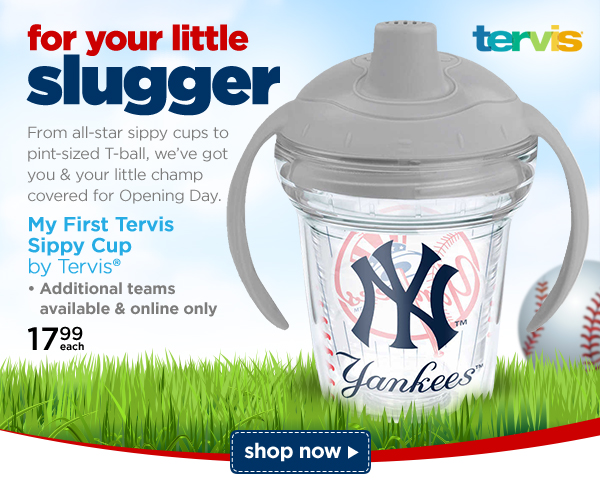 for your little
slugger
tervis
From all-star sippy cups to
pint-sized T-ball, we've got
you & your little champ
covered for Opening Day.
My First Tervis
Sippy Cup
by Tervis®
• Additional teams
available & online only
17.99
each
NY™
Yankees™
shop now ▸